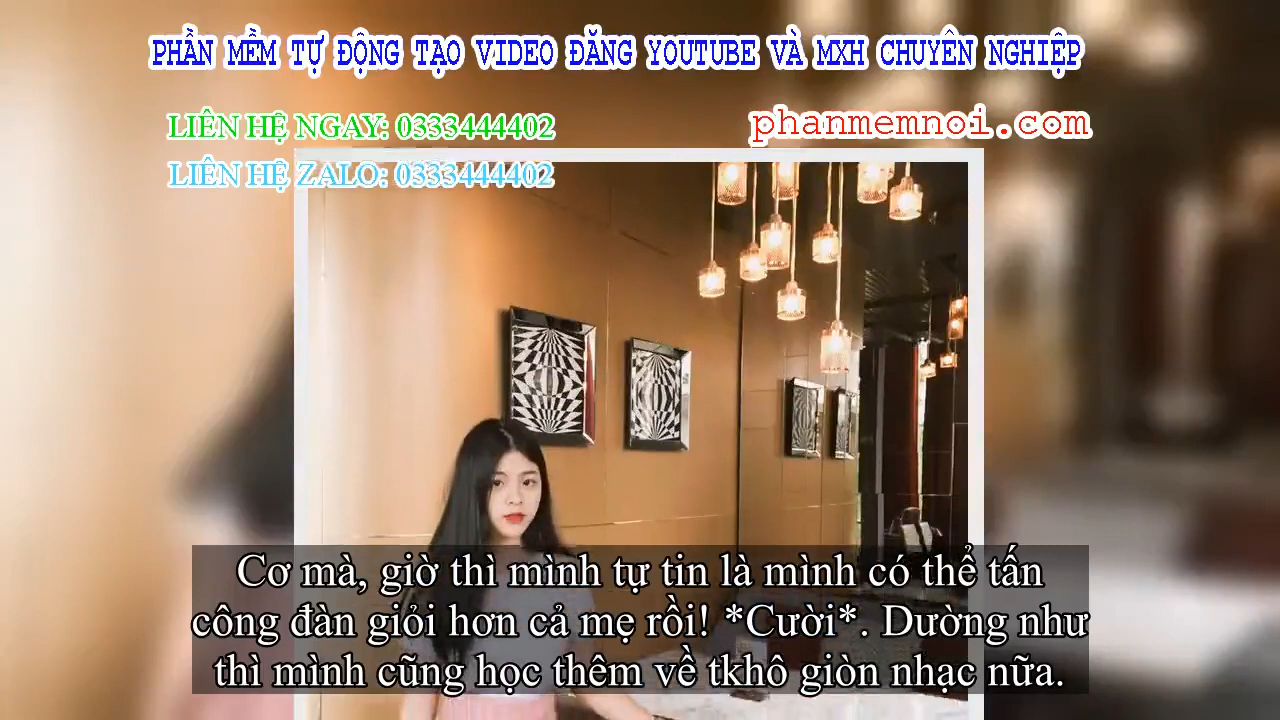 PHẦN MỀM TỰ ĐỘNG TẠO VIDEO ĐĂNG YOUTUBE VÀ MXH CHUYÊN NGHIỆP
LIÊN HỆ NGAY: 0333444402
phanmemnoi.com
LIÊN HỆ ZALO: 0333444402
Cơ mà, giờ thì mình tự tin là mình có thể tấn
công đàn giỏi hơn cả mẹ rồi! *Cười*. Dường như
thì mình cũng học thêm về tkhô giòn nhạc nữa.